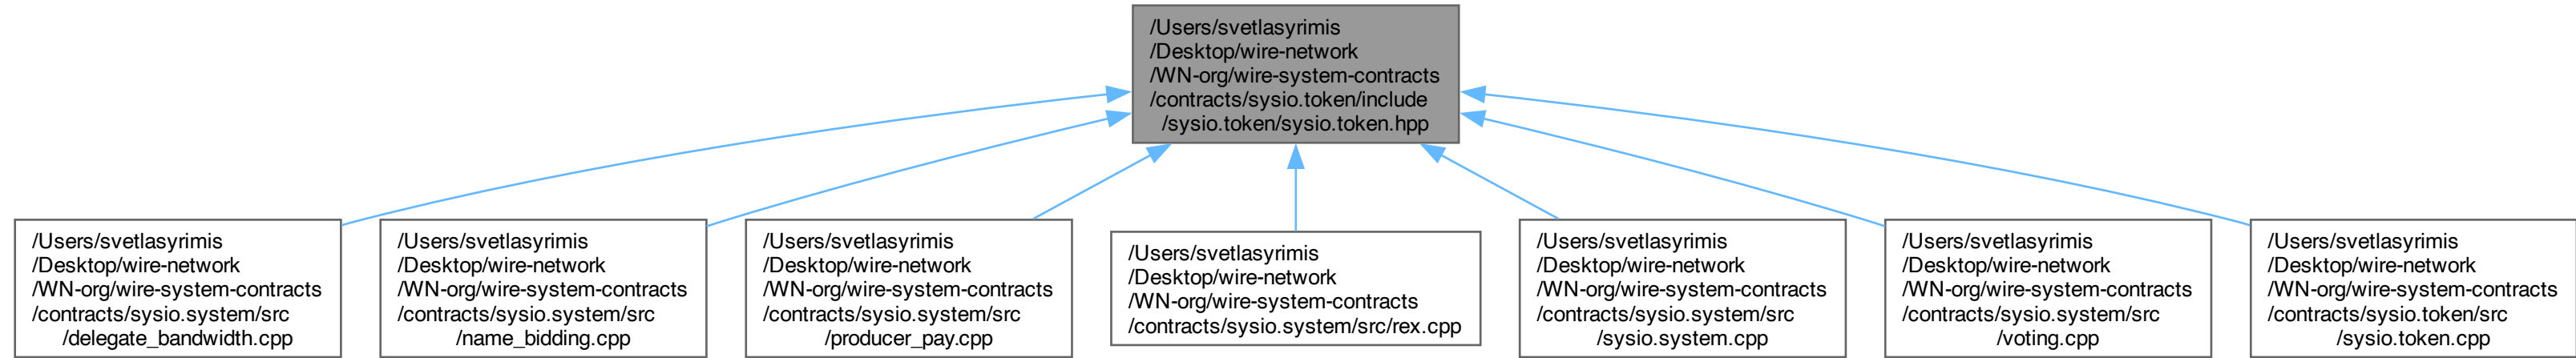 /Users/svetlasyrimis
/Desktop/wire-network
/WN-org/wire-system-contracts
/contracts/sysio.token/include
/sysio.token/sysio.token.hpp
/Users/svetlasyrimis
/Desktop/wire-network
/WN-org/wire-system-contracts
/contracts/sysio.system/src
/delegate_bandwidth.cpp
/Users/svetlasyrimis
/Desktop/wire-network
/WN-org/wire-system-contracts
/contracts/sysio.system/src
/name_bidding.cpp
/Users/svetlasyrimis
/Desktop/wire-network
/WN-org/wire-system-contracts
/contracts/sysio.system/src
/producer_pay.cpp
/Users/svetlasyrimis
/Desktop/wire-network
/WN-org/wire-system-contracts
/contracts/sysio.system/src/rex.cpp
/Users/svetlasyrimis
/Desktop/wire-network
/WN-org/wire-system-contracts
/contracts/sysio.system/src
/sysio.system.cpp
/Users/svetlasyrimis
/Desktop/wire-network
/WN-org/wire-system-contracts
/contracts/sysio.system/src
/voting.cpp
/Users/svetlasyrimis
/Desktop/wire-network
/WN-org/wire-system-contracts
/contracts/sysio.token/src
/sysio.token.cpp